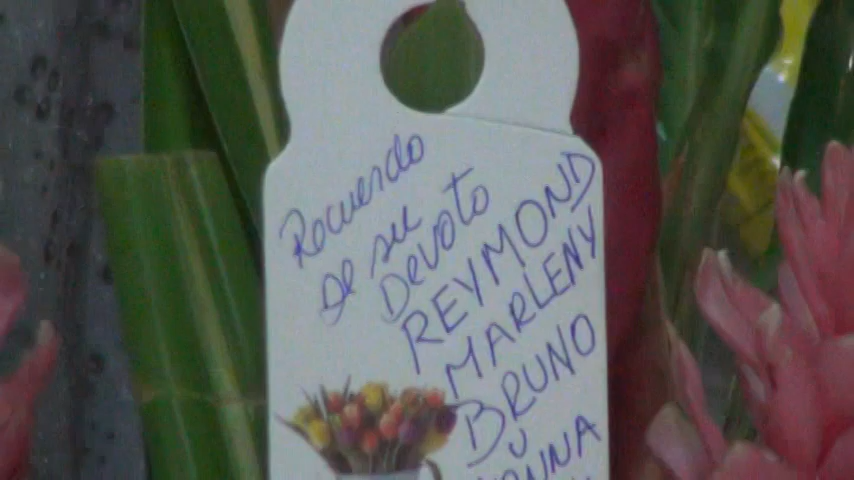 Recuerdo
De su
Devoto
REYMOND
MARLENY
BRUNO
y